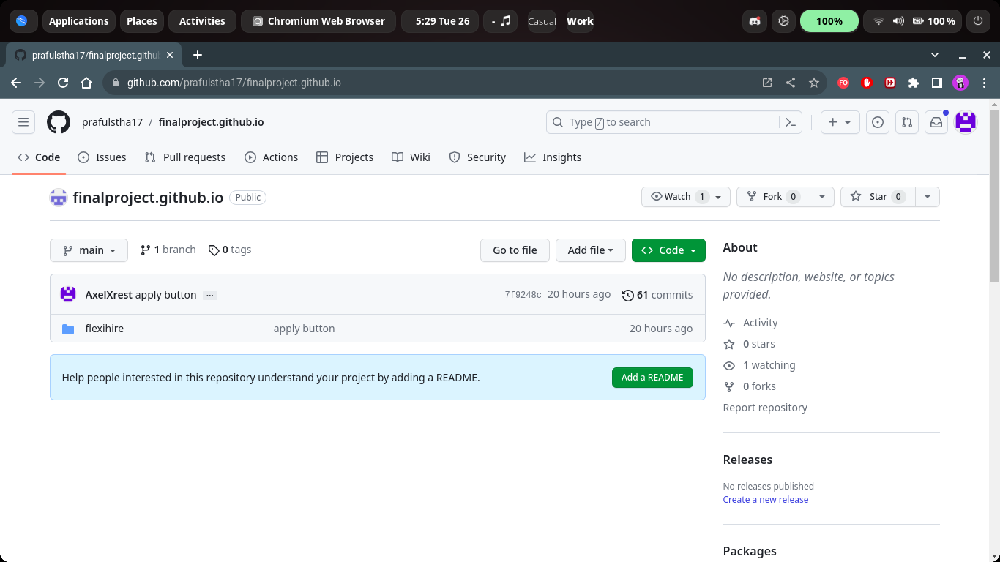 Applications Places Activities Chromium Web Browser 5:29 Tue 26 - Casual Work 100% 100 %
prafulstha17/finalproject.githu
github.com/prafulstha17/finalproject.github.io FO
prafulstha17 / finalproject.github.io Type / to search
Code Issues Pull requests Actions Projects Wiki Security Insights
finalproject.github.io Public Watch 1 Fork 0 Star 0
main 1 branch 0 tags Go to file Add file Code
AxelXrest apply button ... 7f9248c 20 hours ago 61 commits
flexihire apply button 20 hours ago
Help people interested in this repository understand your project by adding a README. Add a README
About
No description, website, or topics
provided.
Activity
0 stars
1 watching
0 forks
Report repository
Releases
No releases published
Create a new release
Packages